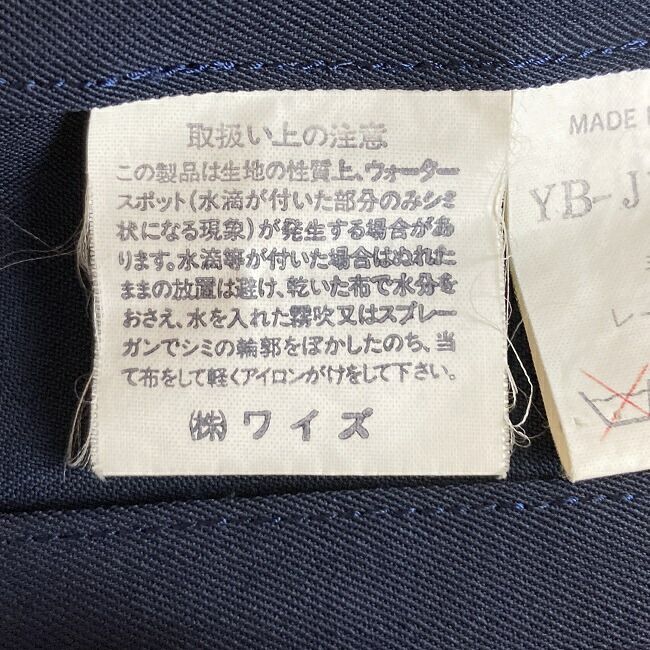 取扱い上の注意
この製品は生地の性質上、ウォーター
スポット(水滴が付いた部分のみシミ
状になる現象)が発生する場合があ
ります。水滴等が付いた場合はぬれた
ままの放置は避け、乾いた布で水分を
おさえ、水を入れた霧吹又はスプレー
ガンでシミの輪郭をぼかしたのち、当
て布をして軽くアイロンがけをして下さい。
㈱ワイズ
MADE
YB-J
レー